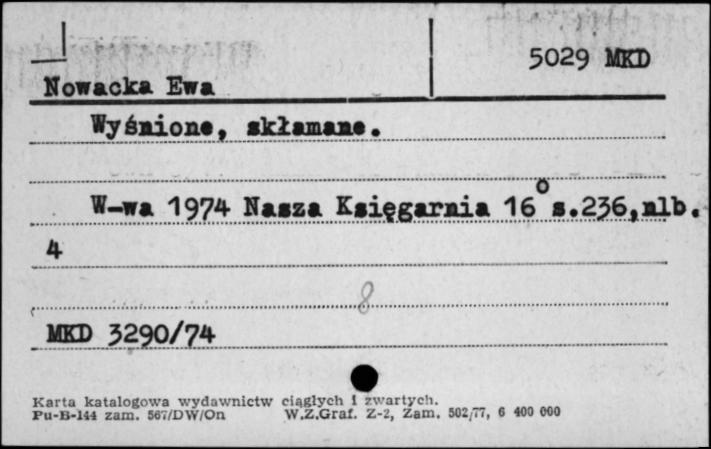 5029 MKD
Nowacka Ewa
Wyśnione, skłamane.
W-wa 1974 Nasza Księgarnia 16° s.236,nlb.
4
8
MKD 3290/74
Karta katalogowa wydawnictw ciągłych i zwartych.
Pu-B-144 zam. 567/DW/On W.Z.Graf. Z-2, Zam. 502/77, 6 400 000